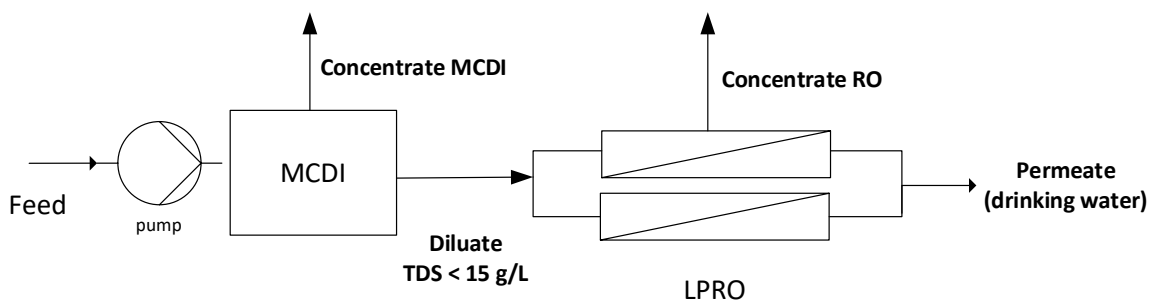 Concentrate MCDI
Concentrate RO
Feed
pump
MCDI
Diluate
TDS < 15 g/L
LPRO
Permeate
(drinking water)